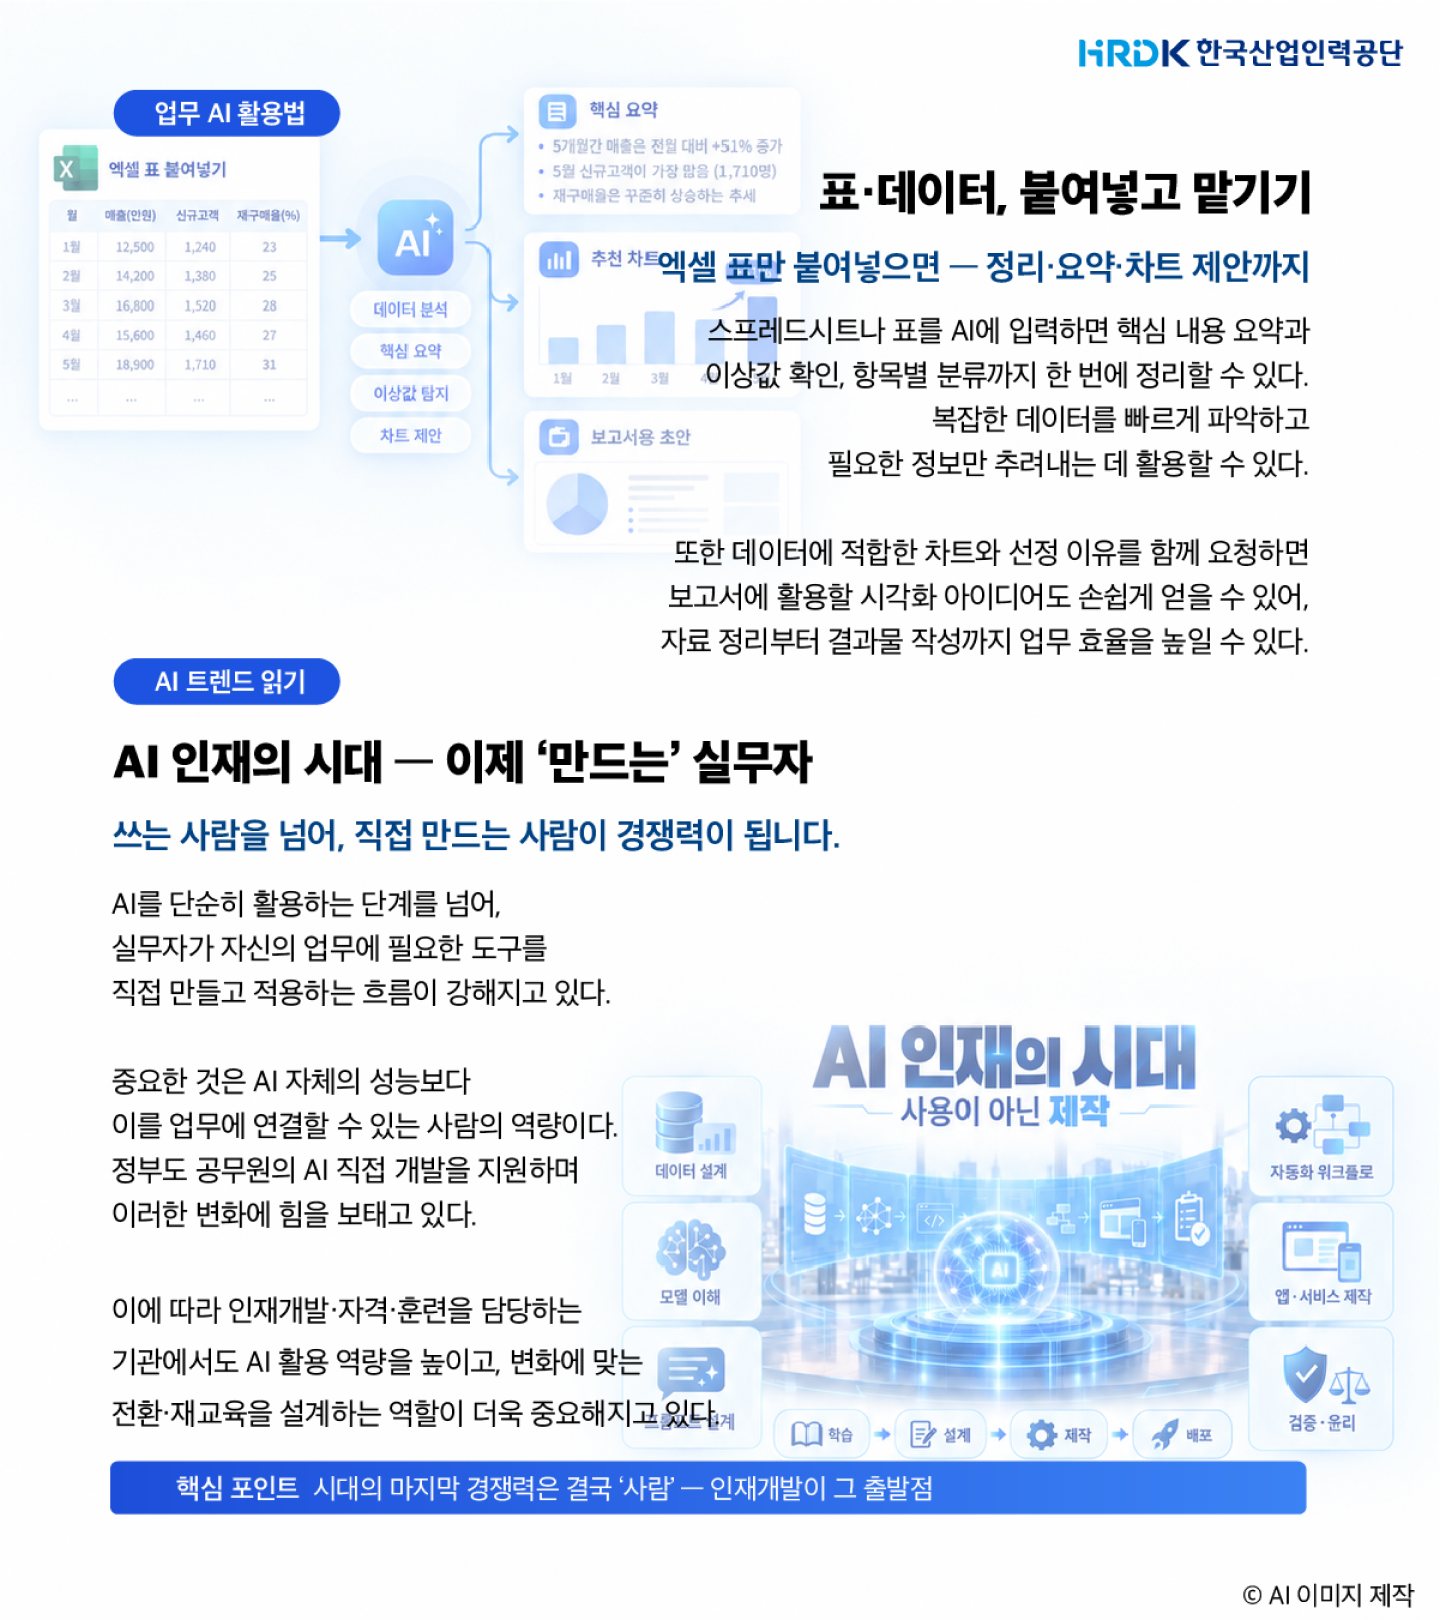 HRDK 한국산업인력공단
업무 AI 활용법
엑셀 표 붙여넣기
월 매출(만원) 신규고객 재구매율(%)
1월 12,500 1,240 23
2월 14,200 1,380 25
3월 16,800 1,520 28
4월 15,600 1,460 27
5월 18,900 1,710 31
... ... ... ...
AI
데이터 분석
핵심 요약
이상값 탐지
차트 제안
핵심 요약
• 5개월간 매출은 전월 대비 +51% 증가
• 5월 신규고객이 가장 많음 (1,710명)
• 재구매율은 꾸준히 상승하는 추세
추천 차트
1월 2월 3월
보고서용 초안
표·데이터, 붙여넣고 맡기기
엑셀 표만 붙여넣으면 — 정리·요약·차트 제안까지
스프레드시트나 표를 AI에 입력하면 핵심 내용 요약과
이상값 확인, 항목별 분류까지 한 번에 정리할 수 있다.
복잡한 데이터를 빠르게 파악하고
필요한 정보만 추려내는 데 활용할 수 있다.
또한 데이터에 적합한 차트와 선정 이유를 함께 요청하면
보고서에 활용할 시각화 아이디어도 손쉽게 얻을 수 있어,
자료 정리부터 결과물 작성까지 업무 효율을 높일 수 있다.
AI 트렌드 읽기
AI 인재의 시대 — 이제 ‘만드는’ 실무자
쓰는 사람을 넘어, 직접 만드는 사람이 경쟁력이 됩니다.
AI를 단순히 활용하는 단계를 넘어,
실무자가 자신의 업무에 필요한 도구를
직접 만들고 적용하는 흐름이 강해지고 있다.
중요한 것은 AI 자체의 성능보다
이를 업무에 연결할 수 있는 사람의 역량이다.
정부도 공무원의 AI 직접 개발을 지원하며
이러한 변화에 힘을 보태고 있다.
이에 따라 인재개발·자격·훈련을 담당하는
기관에서도 AI 활용 역량을 높이고, 변화에 맞는
전환·재교육을 설계하는 역할이 더욱 중요해지고 있다.
AI 인재의 시대
사용이 아닌 제작
데이터 설계
모델 이해
프롬프트 설계
</>
AI
자동화 워크플로
앱·서비스 제작
검증·윤리
학습
설계
제작
배포
핵심 포인트 시대의 마지막 경쟁력은 결국 ‘사람’ — 인재개발이 그 출발점
© AI 이미지 제작